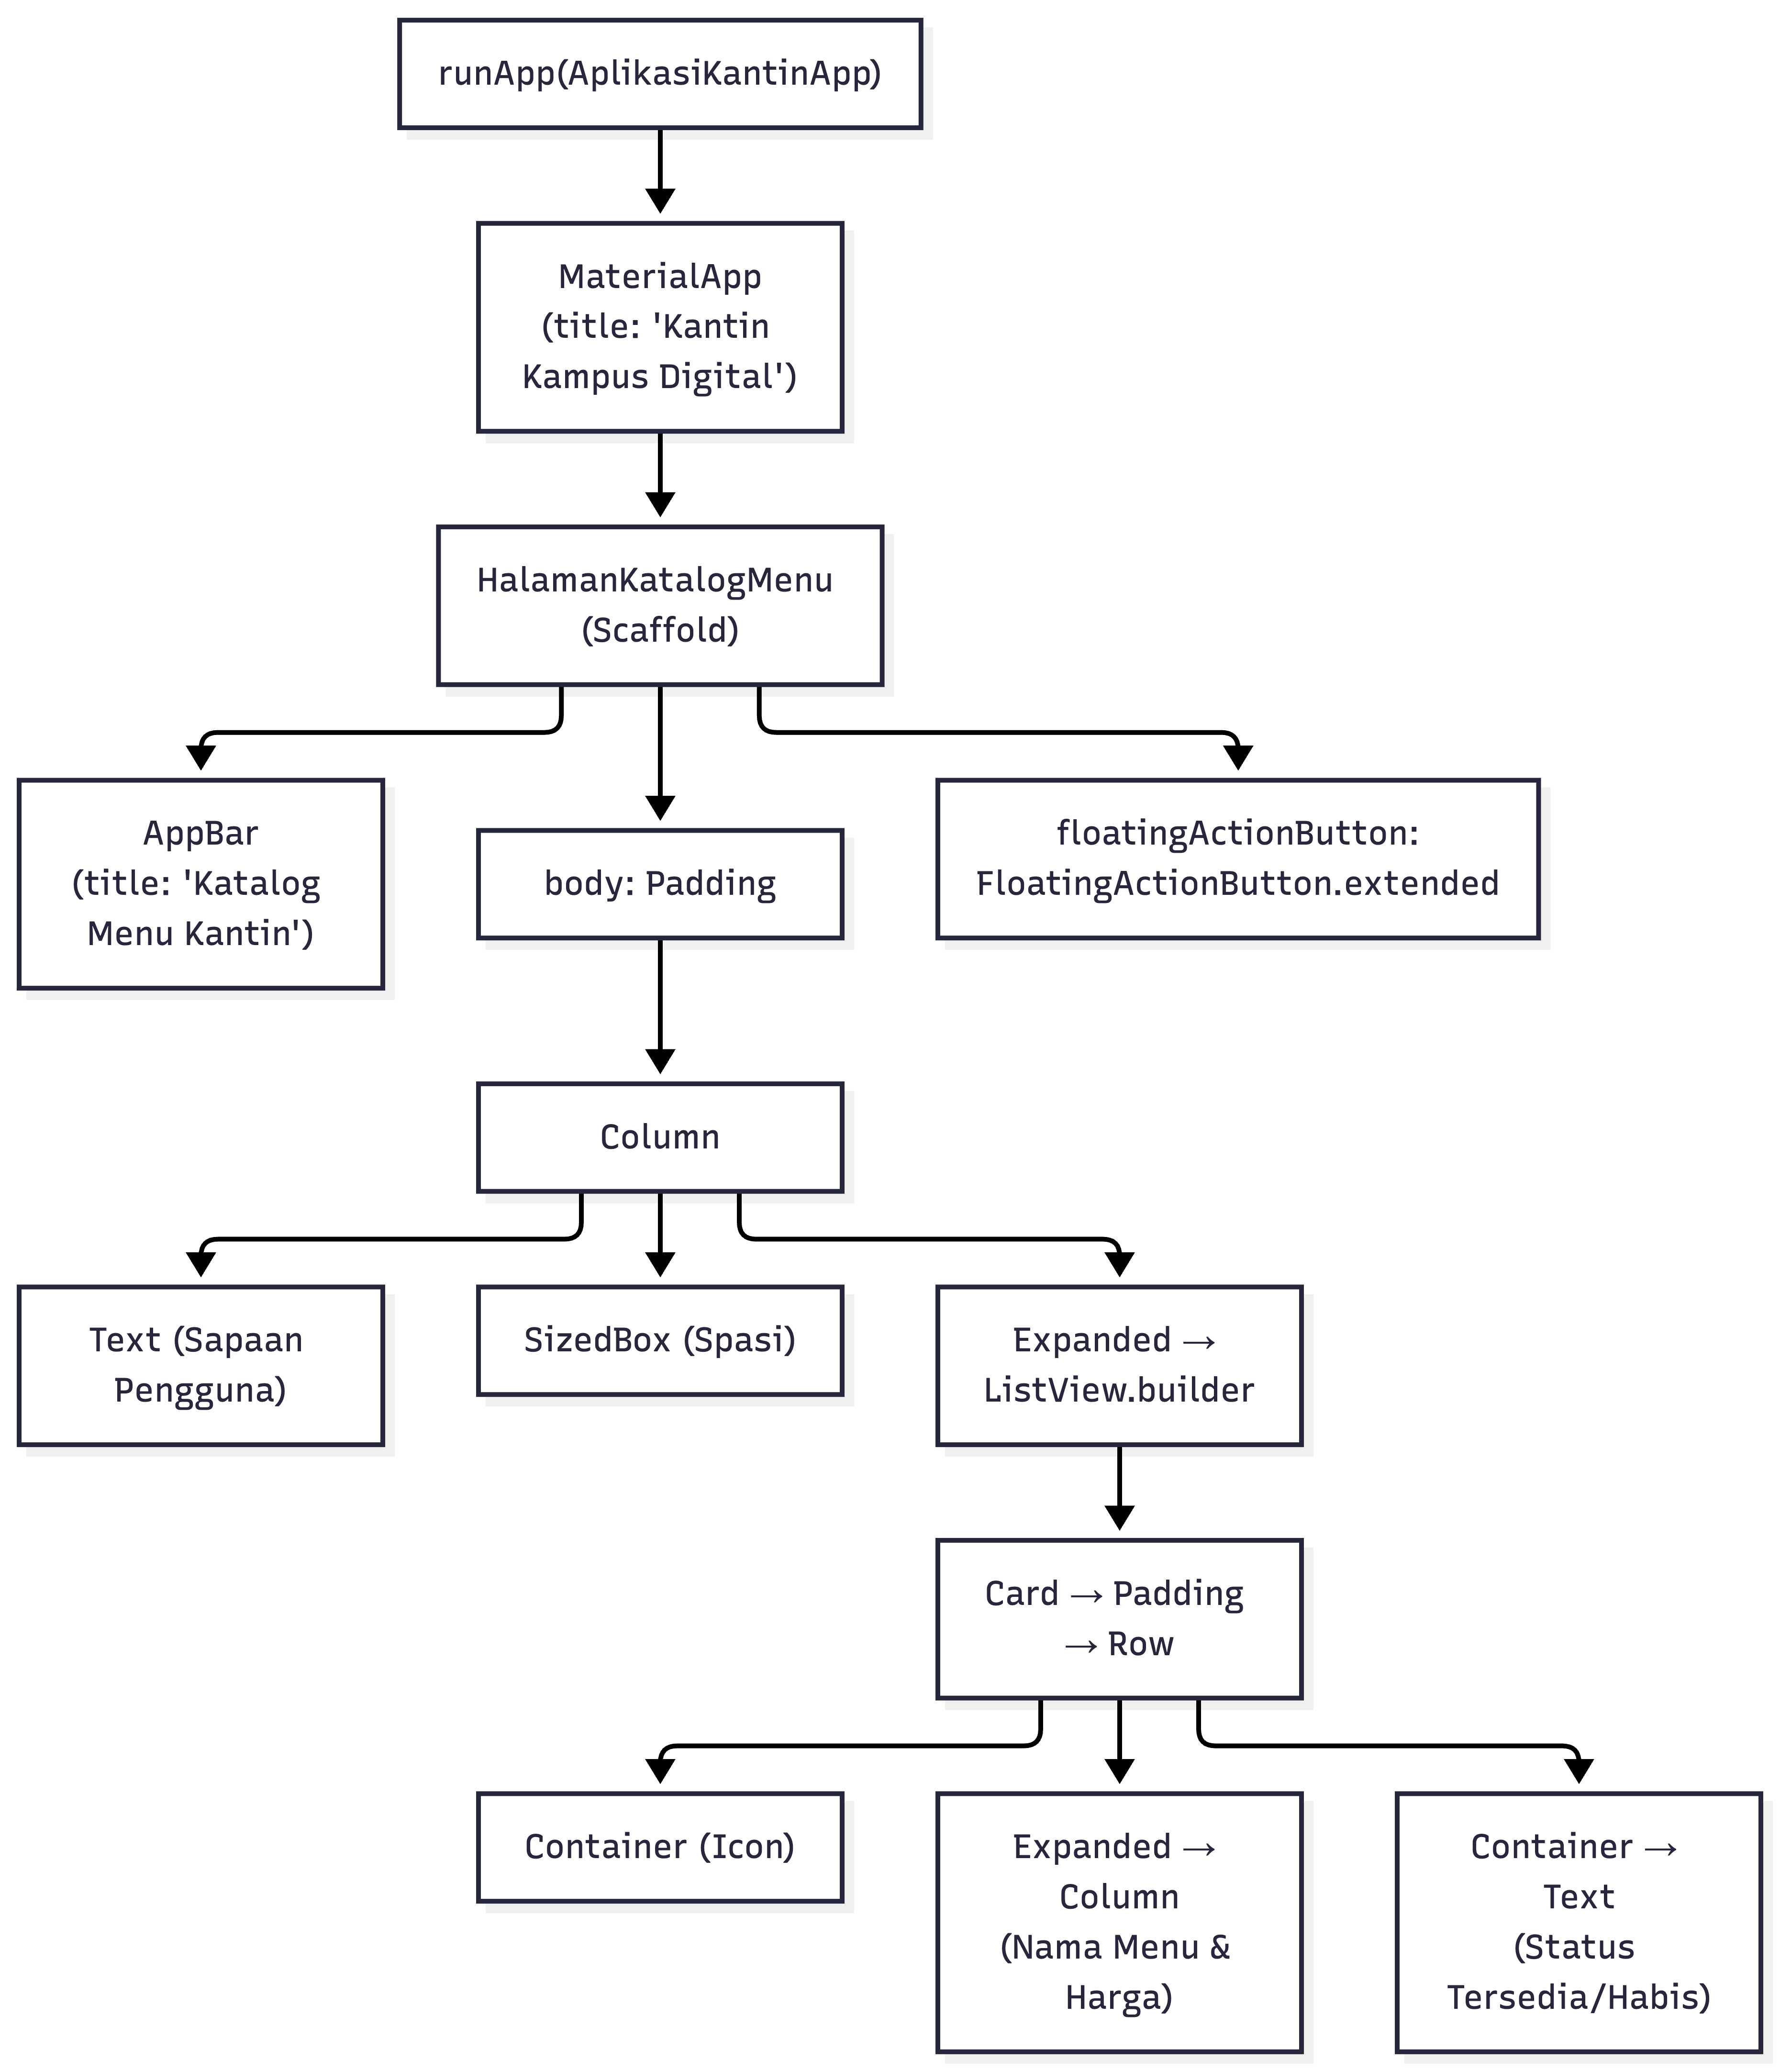 runApp(AplikasiKantinApp)
MaterialApp
(title: 'Kantin
Kampus Digital')
HalamanKatalogMenu
(Scaffold)
AppBar
(title: 'Katalog
Menu Kantin')
body: Padding
floatingActionButton:
FloatingActionButton.extended
Column
Text (Sapaan
Pengguna)
SizedBox (Spasi)
Expanded →
ListView.builder
Card → Padding
→ Row
Container (Icon)
Expanded →
Column
(Nama Menu &
Harga)
Container →
Text
(Status
Tersedia/Habis)